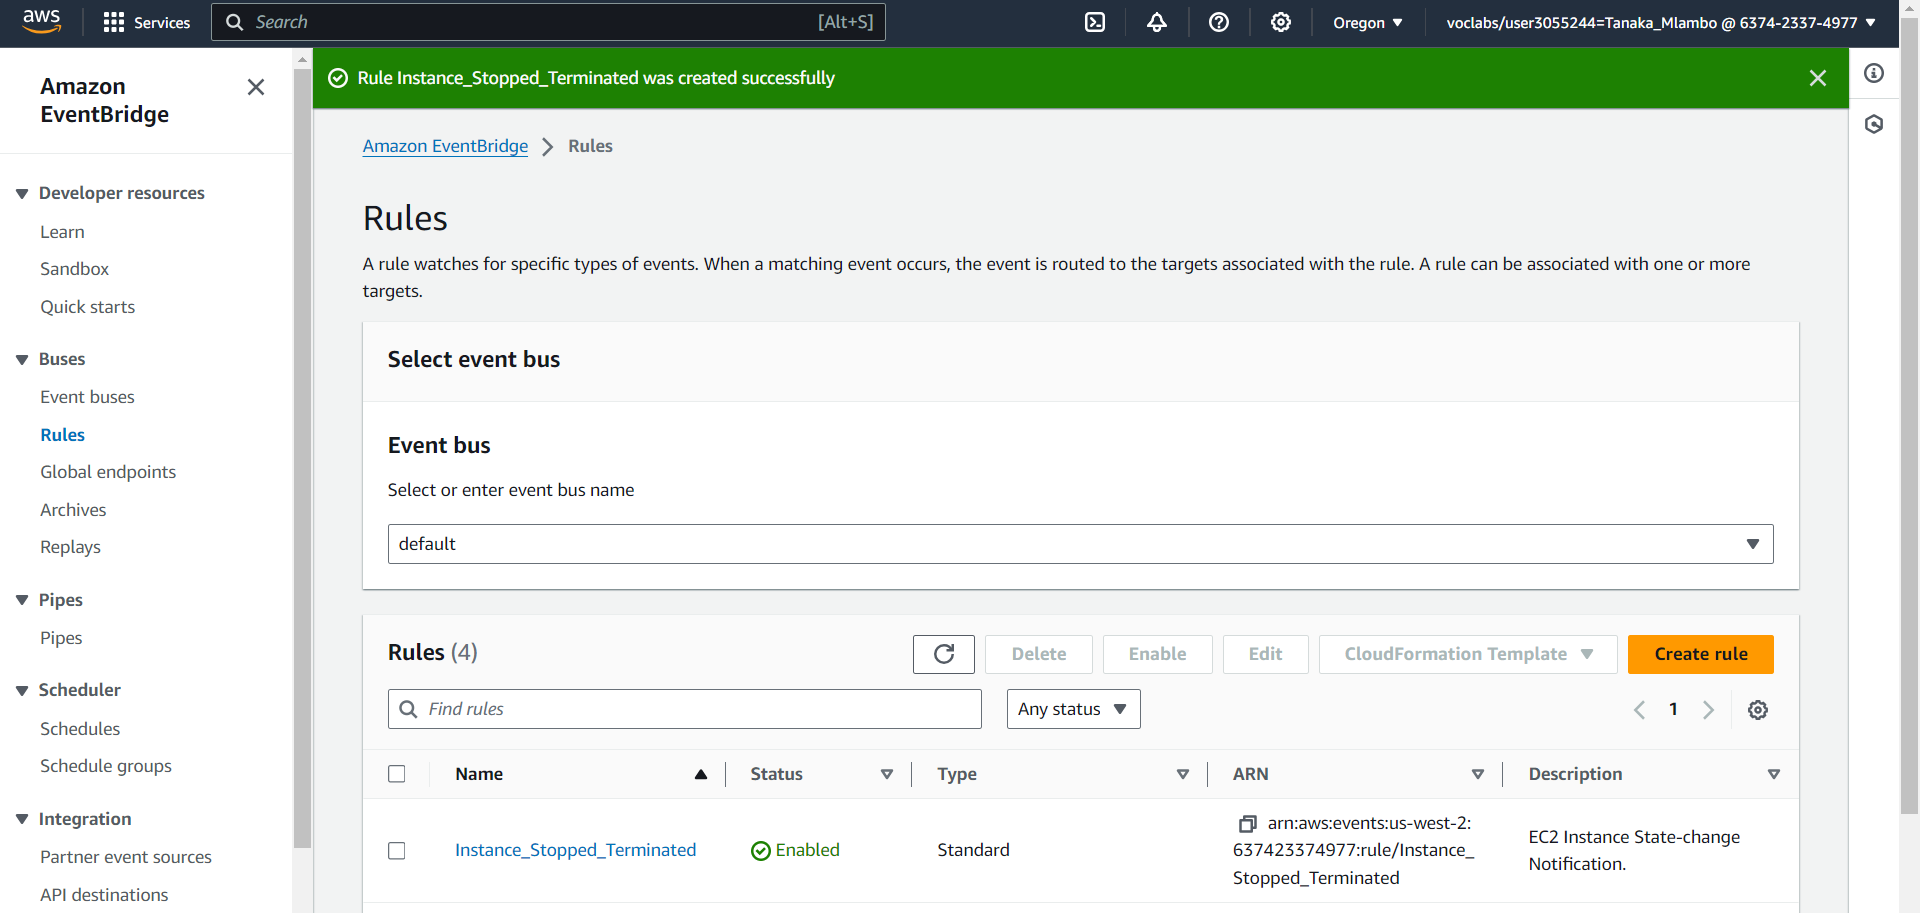 aws
Services
Search
[Alt+S]
Oregon
voclabs/user3055244=Tanaka_Mlambo @ 6374-2337-4977
Amazon
EventBridge
Developer resources
Learn
Sandbox
Quick starts
Buses
Event buses
Rules
Global endpoints
Archives
Replays
Pipes
Pipes
Scheduler
Schedules
Schedule groups
Integration
Partner event sources
API destinations
Rule Instance_Stopped_Terminated was created successfully
Amazon EventBridge
Rules
Rules
A rule watches for specific types of events. When a matching event occurs, the event is routed to the targets associated with the rule. A rule can be associated with one or more
targets.
Select event bus
Event bus
Select or enter event bus name
default
Rules (4)
Delete
Enable
Edit
CloudFormation Template
Create rule
Find rules
Any status
1
Name
Status
Type
ARN
Description
Instance_Stopped_Terminated
Enabled
Standard
arn:aws:events:us-west-2:
637423374977:rule/Instance_
Stopped_Terminated
EC2 Instance State-change
Notification.